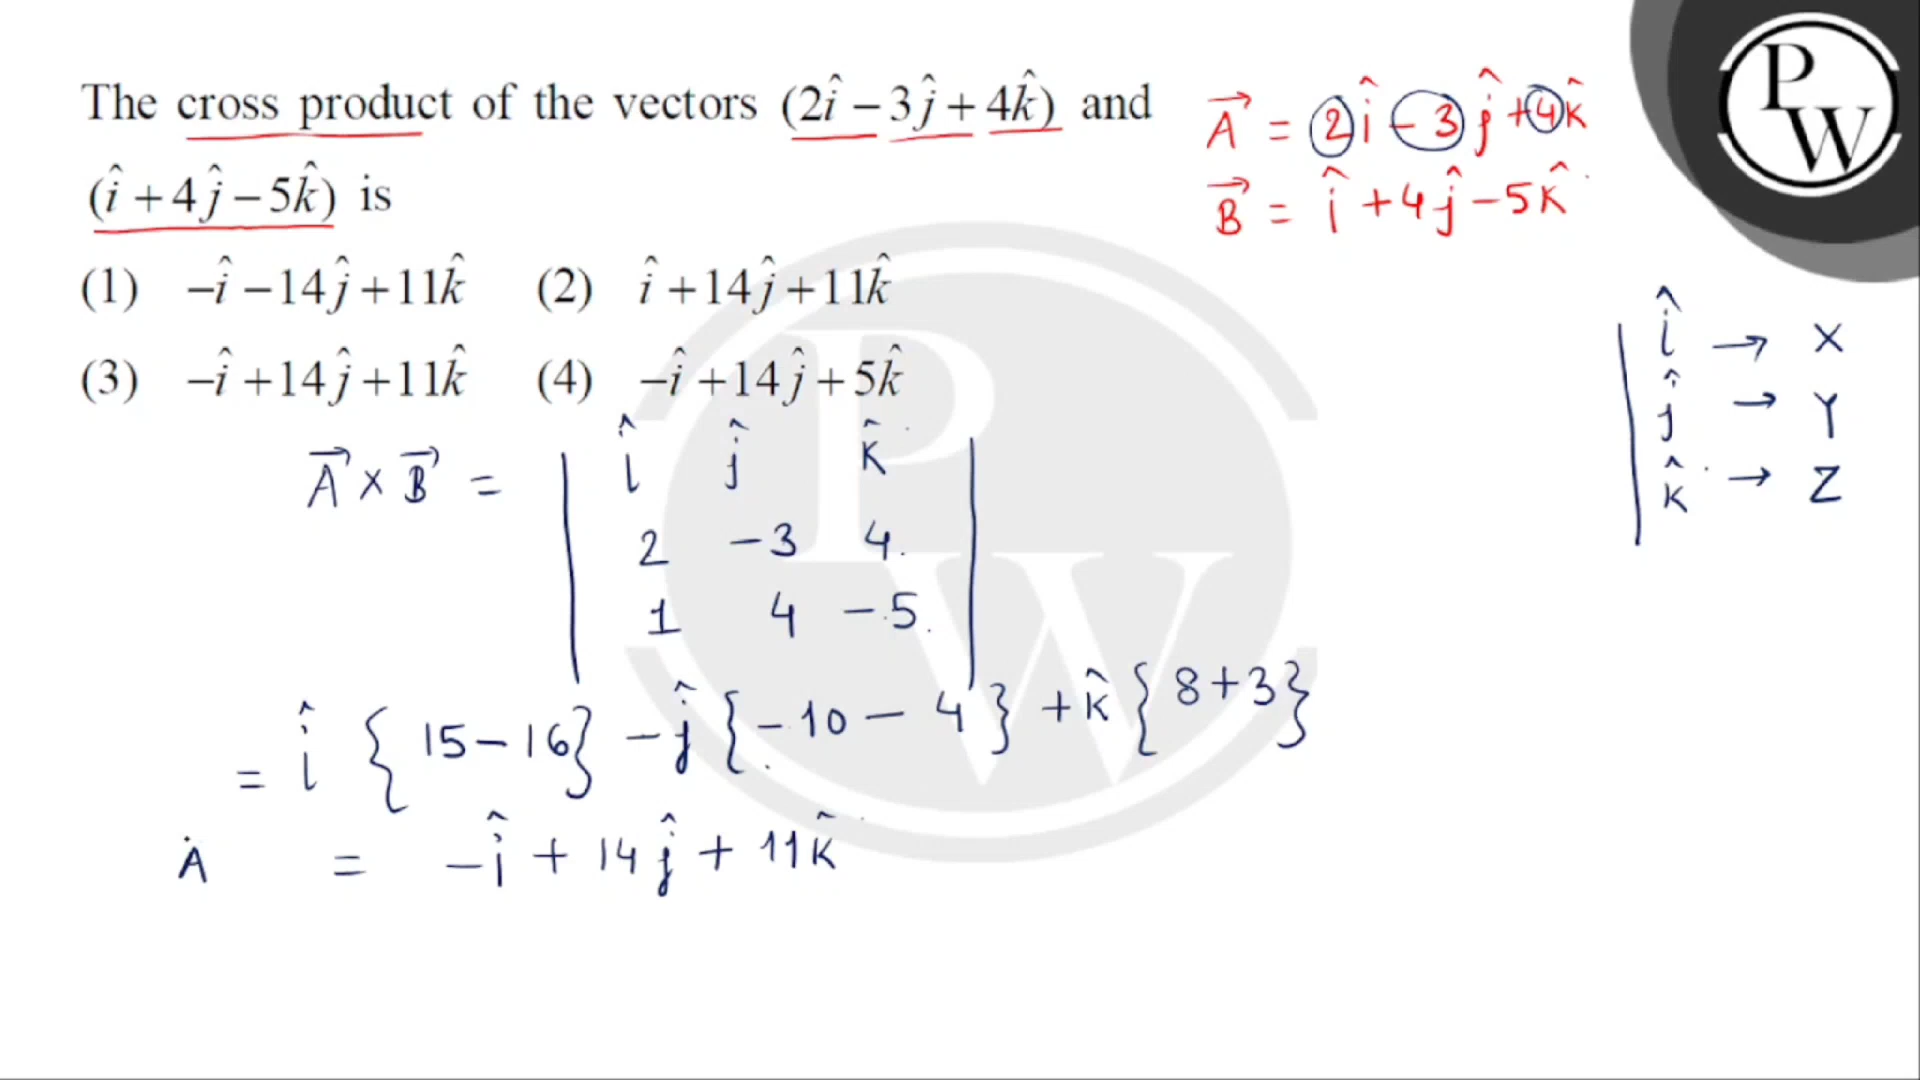 The cross product of the vectors (2î − 3ĵ + 4k̂) and
(î + 4ĵ − 5k̂) is
(1) −î − 14ĵ + 11k̂ (2) î + 14ĵ + 11k̂
(3) −î + 14ĵ + 11k̂ (4) −î + 14ĵ + 5k̂
A⃗ = 2î − 3ĵ + 4k̂
B⃗ = î + 4ĵ − 5k̂
PW
î → X
ĵ → Y
k̂ → Z
A⃗ × B⃗ = | î ĵ k̂ |
2 −3 4
1 4 −5
= î {15 − 16} − ĵ {−10 − 4} + k̂ {8 + 3}
A = −î + 14ĵ + 11k̂
PW